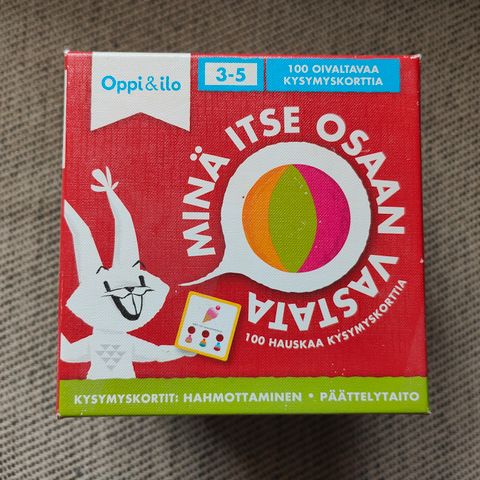 Oppi&ilo
3-5
100 OIVALTAVAA
KYSYMYSKORTTIA
MINÄ ITSE OSAAN VASTATA
100 HAUSKAA KYSYMYSKORTTIA
KYSYMYSKORTIT: HAHMOTTAMINEN • PÄÄTTELYTAITO